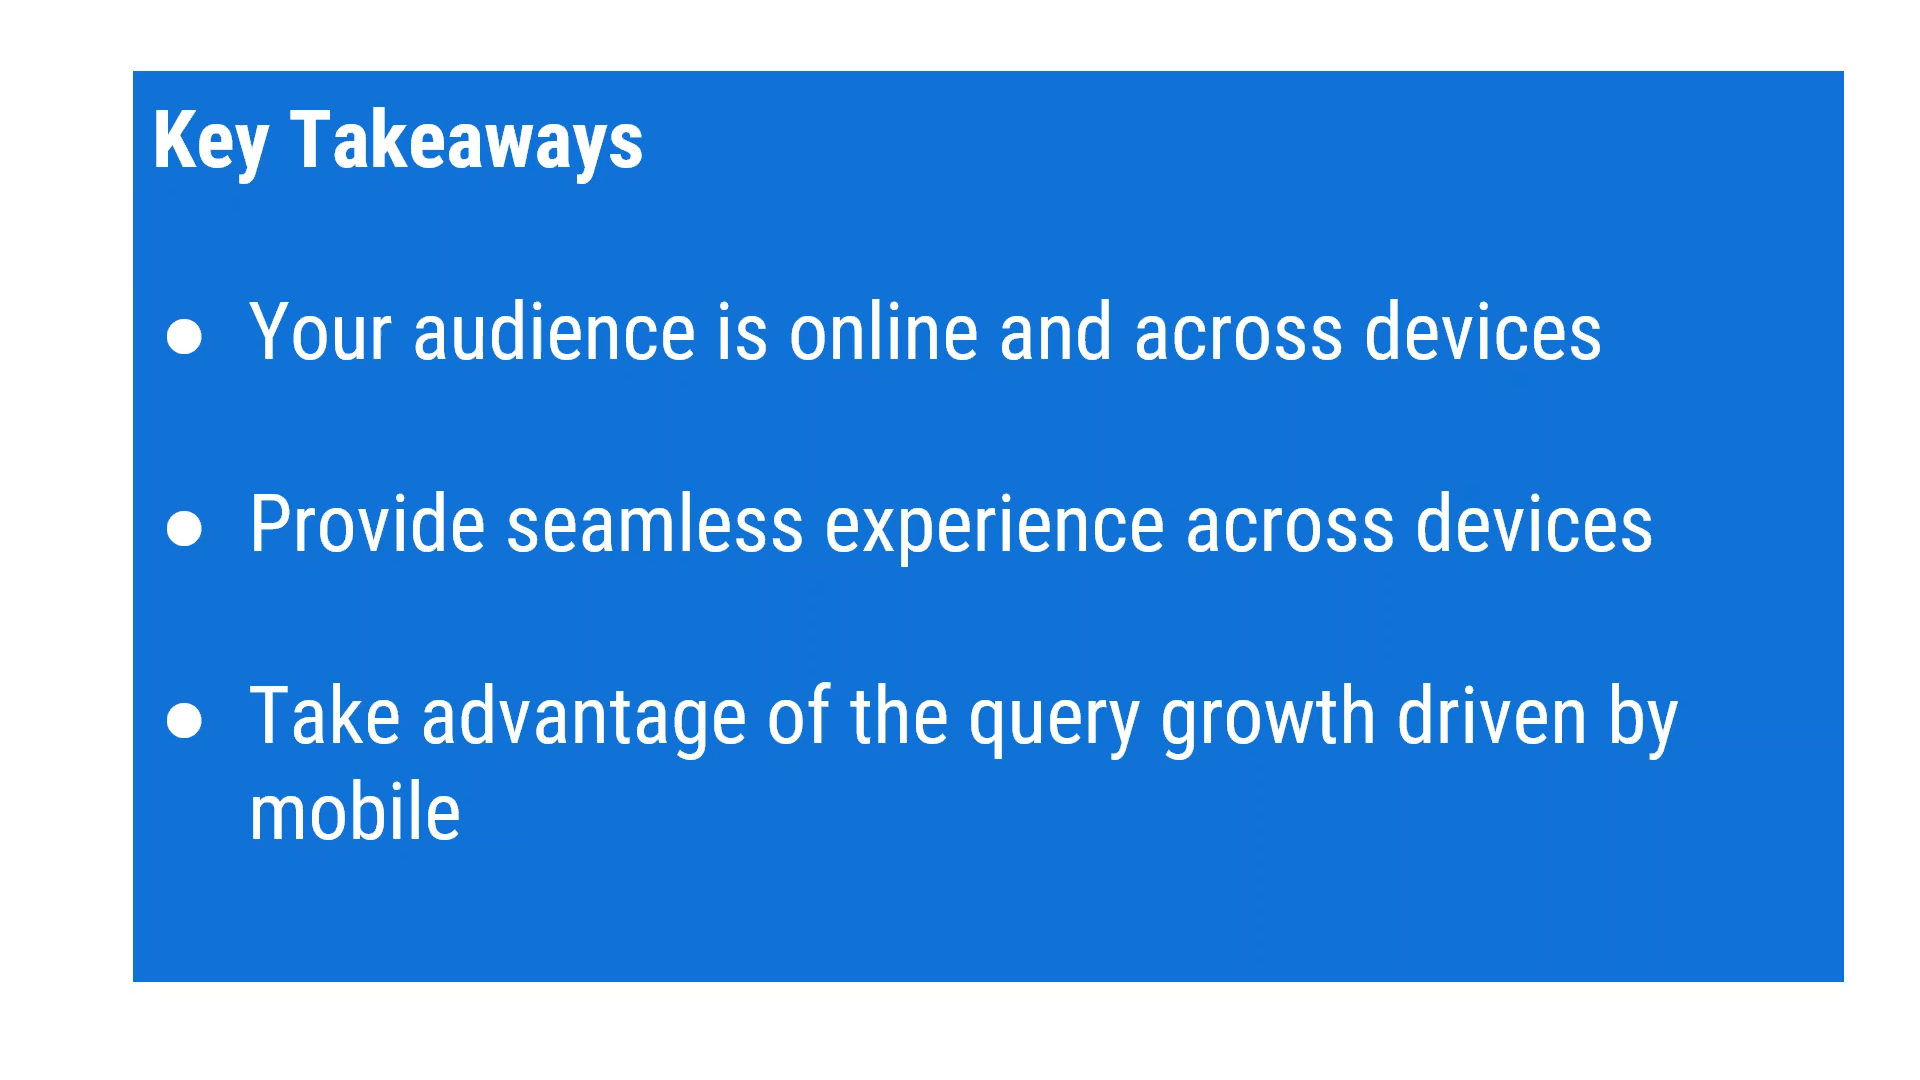 Key Takeaways
● Your audience is online and across devices
● Provide seamless experience across devices
● Take advantage of the query growth driven by
mobile